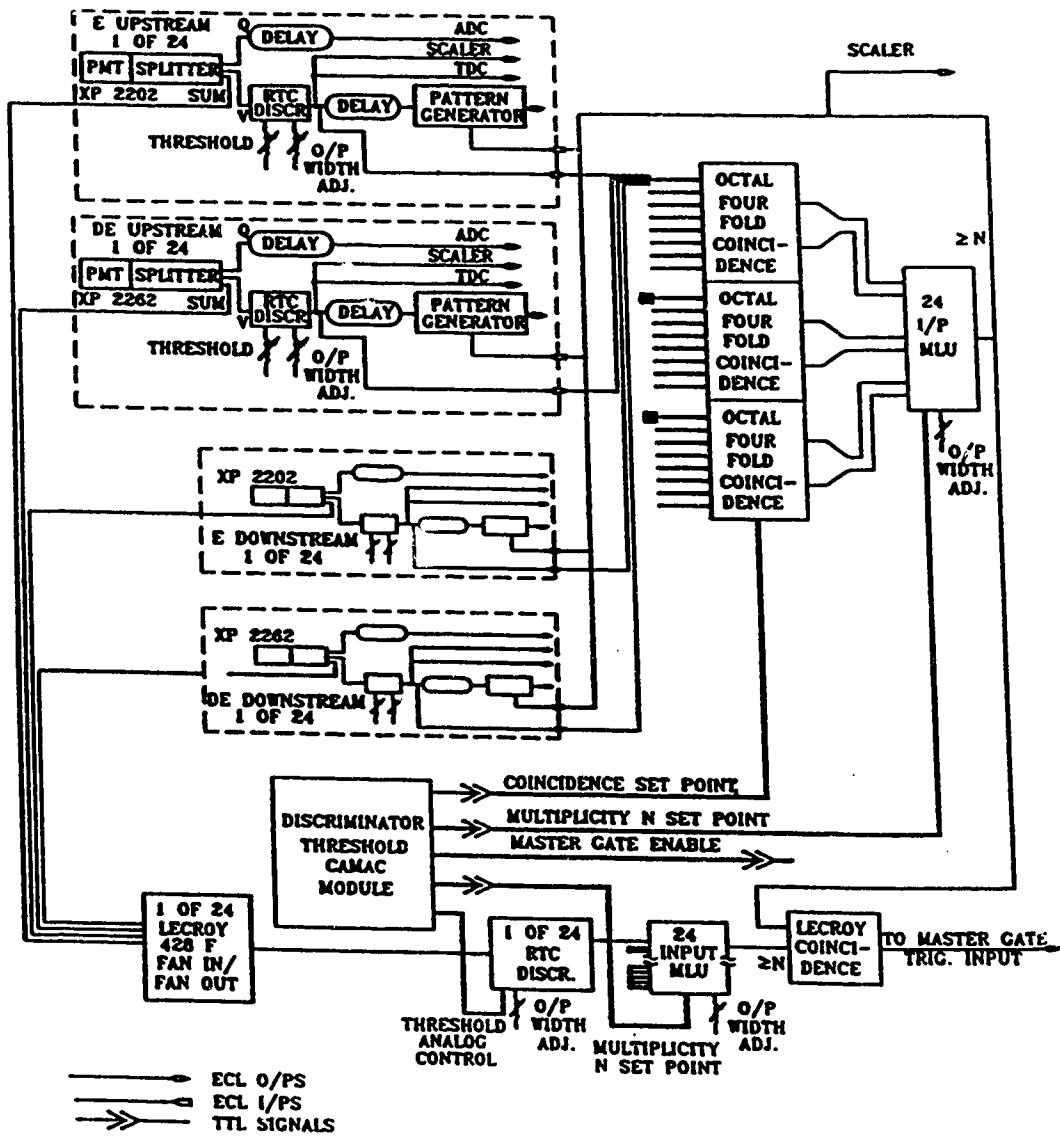 E UPSTREAM
1 OF 24
PMT SPLITTER
XP 2202 SUM
Q
DELAY
ADC
SCALER
TDC
V
RTC
DISCR
DELAY
PATTERN
GENERATOR
THRESHOLD
O/P
WIDTH
ADJ.
DE UPSTREAM
1 OF 24
PMT SPLITTER
XP 2262 SUM
Q
DELAY
ADC
SCALER
TDC
V
RTC
DISCR
DELAY
PATTERN
GENERATOR
THRESHOLD
O/P
WIDTH
ADJ.
SCALER
OCTAL
FOUR
FOLD
COINCI-
DENCE
OCTAL
FOUR
FOLD
COINCI-
DENCE
OCTAL
FOUR
FOLD
COINCI-
DENCE
≥ N
24
I/P
MLU
O/P
WIDTH
ADJ.
XP 2202
E DOWNSTREAM
1 OF 24
XP 2262
DE DOWNSTREAM
1 OF 24
DISCRIMINATOR
THRESHOLD
CAMAC
MODULE
COINCIDENCE SET POINT
MULTIPLICITY N SET POINT
MASTER GATE ENABLE
1 OF 24
LECROY
428 F
FAN IN/
FAN OUT
1 OF 24
RTC
DISCR.
THRESHOLD
ANALOG
CONTROL
O/P
WIDTH
ADJ.
24
INPUT
MLU
MULTIPLICITY
N SET POINT
O/P
WIDTH
ADJ.
≥N
LECROY
COINCI-
DENCE
TO MASTER GATE
TRIG. INPUT
ECL O/PS
ECL I/PS
TTL SIGNALS